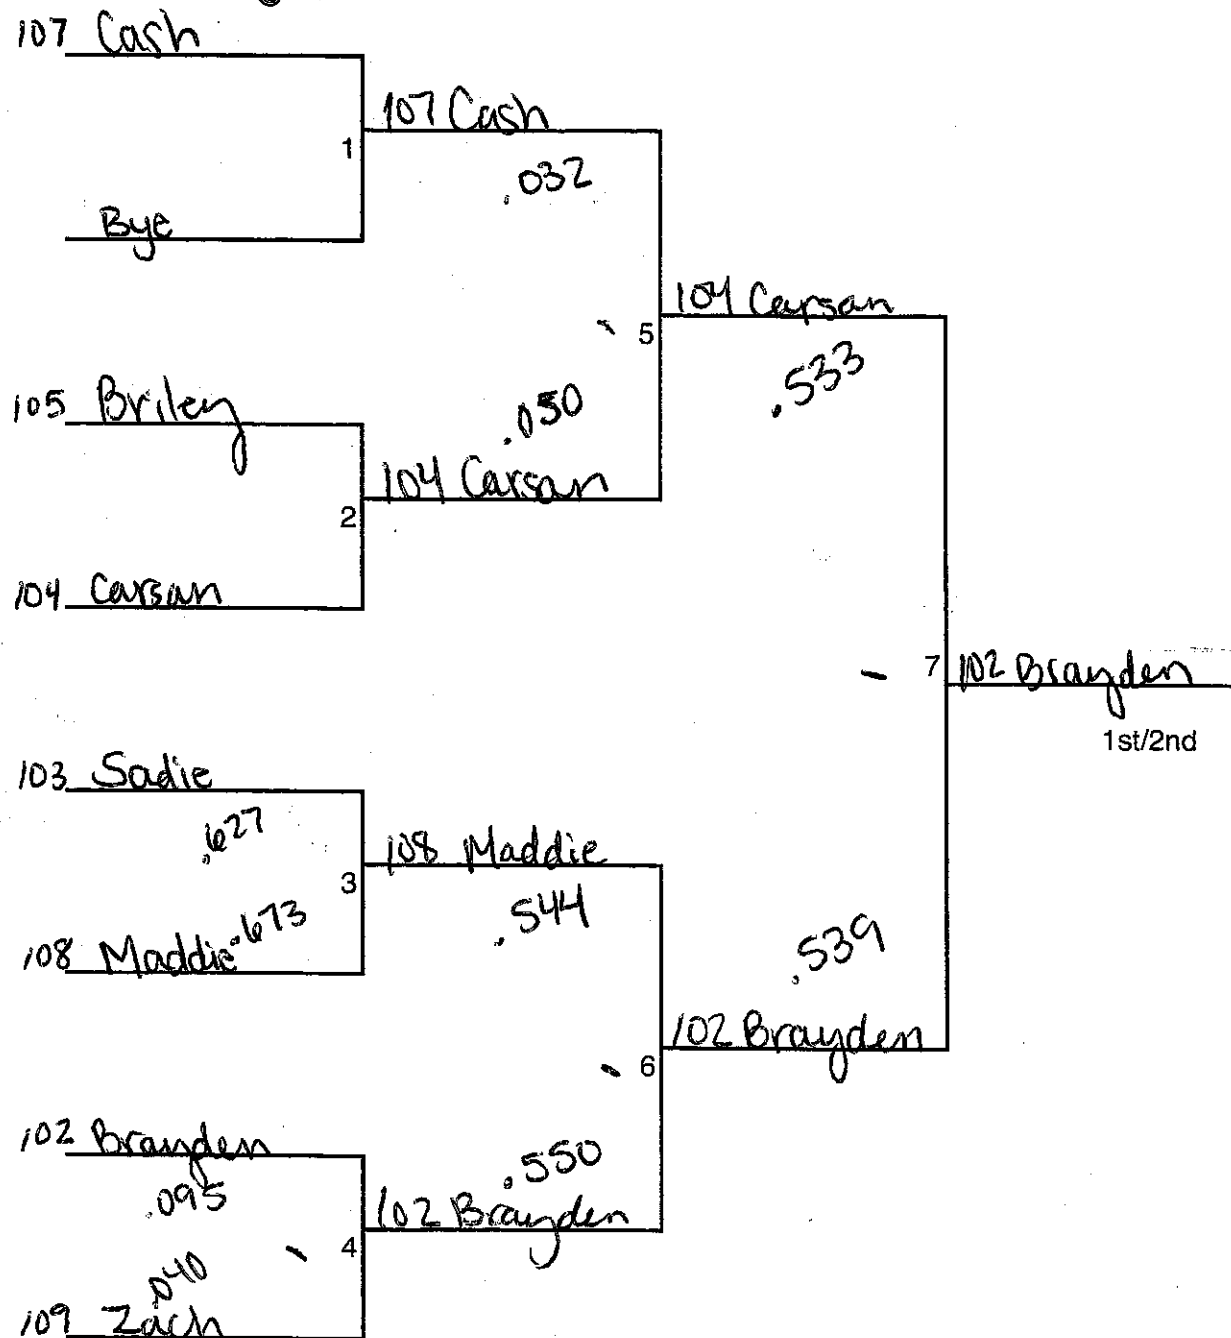 107 Cash
107 Cash
1
.032
Bye
104 Carsan
5
.533
105 Briley
.050
104 Carsan
2
104 Carsan
7
102 Brayden
1st/2nd
103 Sadie
.627
108 Maddie
3
.544
108 Maddie .673
.539
102 Brayden
6
102 Brayden
.095
.550
102 Brayden
4
.040
109 Zach